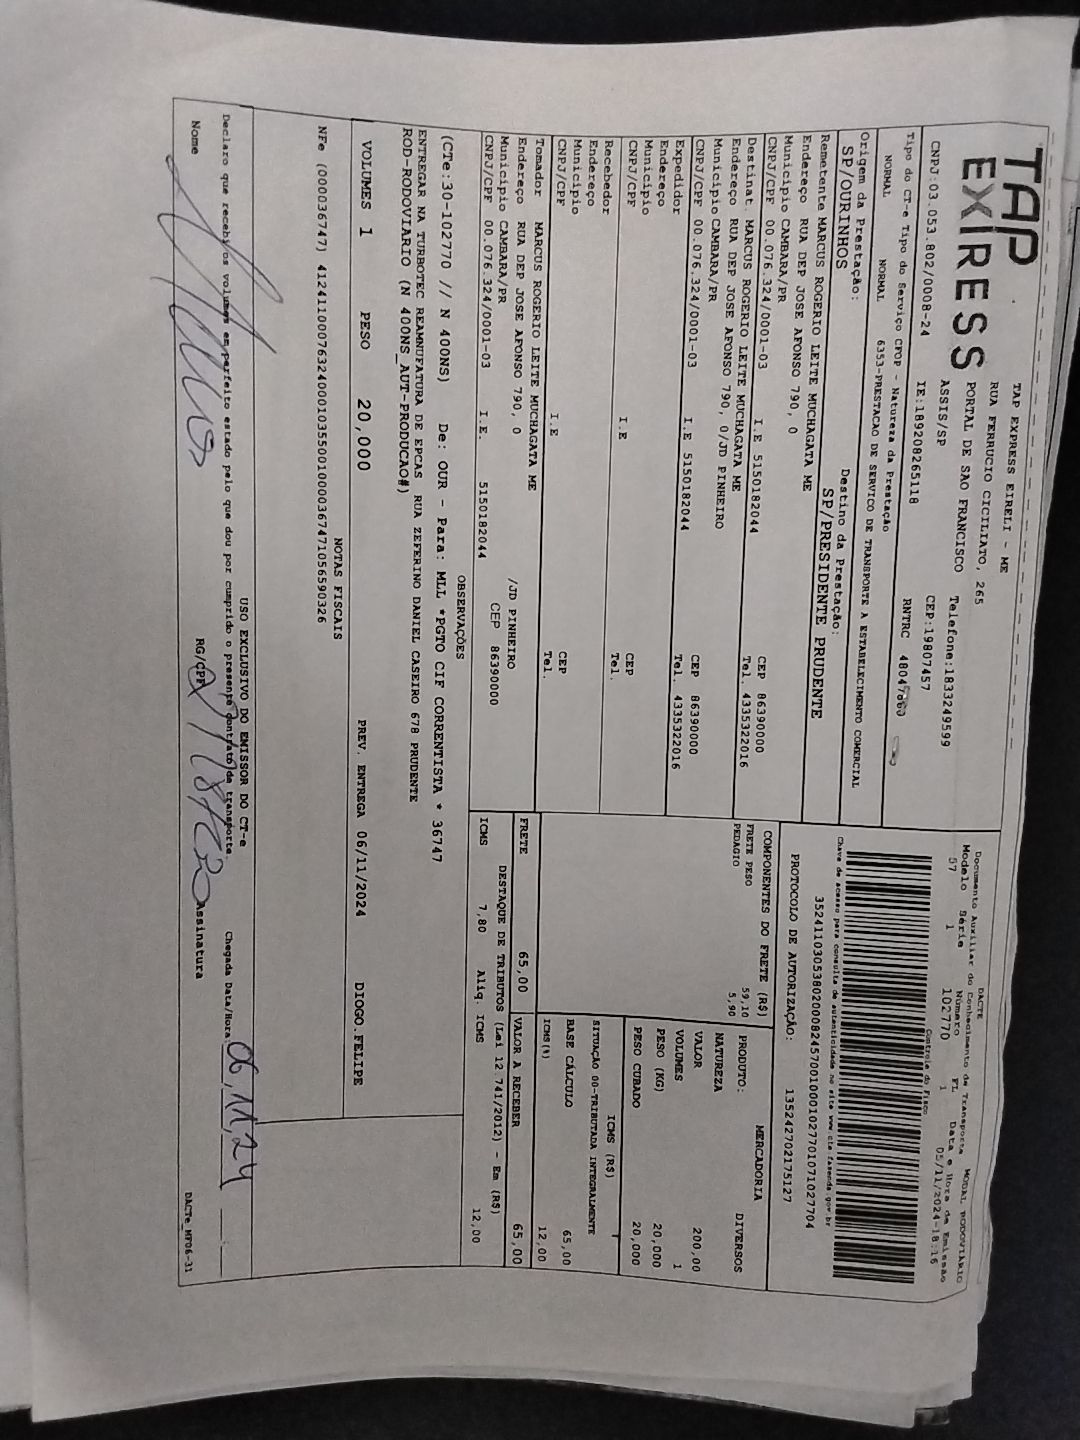 TAP
EXPRESS
TAP EXPRESS EIRELI - ME
RUA FERRUCIO CICILIATO, 265
PORTAL DE SAO FRANCISCO Telefone:1833249599
ASSIS/SP CEP:19807457
CNPJ:03.053.802/0008-24 IE:189208265118 RNTRC
Tipo do CT-e Tipo do Serviço CFOP - Natureza da Prestação
NORMAL NORMAL 6353-PRESTACAO DE SERVICO DE TRANSPORTE A ESTABELECIMENTO COMERCIAL
Origem da Prestação: Destino da Prestação:
SP/OURINHOS SP/PRESIDENTE PRUDENTE
Remetente MARCUS ROGERIO LEITE MUCHAGATA ME
Endereço RUA DEP JOSE AFONSO 790, 0
Municipio CAMBARA/PR CEP 86390000
CNPJ/CPF 00.076.324/0001-03 I.E 5150182044 Tel. 4335322016
Destinat. MARCUS ROGERIO LEITE MUCHAGATA ME
Endereço RUA DEP JOSE AFONSO 790, 0/JD PINHEIRO
Municipio CAMBARA/PR CEP 86390000
CNPJ/CPF 00.076.324/0001-03 I.E 5150182044 Tel. 4335322016
Expedidor
Endereço
Municipio CEP
CNPJ/CPF I.E Tel.
Recebedor
Endereço
Municipio CEP
CNPJ/CPF I.E Tel.
Tomador MARCUS ROGERIO LEITE MUCHAGATA ME
Endereço RUA DEP JOSE AFONSO 790, 0 /JD PINHEIRO
Municipio CAMBARA/PR CEP 86390000
CNPJ/CPF 00.076.324/0001-03 I.E. 5150182044
DACTE
Documento Auxiliar do Conhecimento de Transporte MODAL RODOVIÁRIO
Modelo Série Número FL Data e Hora de Emissão
57 1 102770 1 05/11/2024-18:16
Controle do Fisco
Chave de acesso para consulta de autenticidade no site www.cte.fazenda.gov.br
35241103053802000824570010001027701071027704
PROTOCOLO DE AUTORIZAÇÃO: 135242702175127
COMPONENTES DO FRETE (R$)
FRETE PESO 59,10
PEDAGIO 5,90
MERCADORIA
PRODUTO: DIVERSOS
NATUREZA
VALOR 200,00
VOLUMES 1
PESO (KG) 20,000
PESO CUBADO 20,000
ICMS (R$)
SITUAÇÃO 00-TRIBUTADA INTEGRALMENTE
BASE CÁLCULO 65,00
ICMS(%) 12,00
FRETE 65,00 VALOR A RECEBER 65,00
DESTAQUE DE TRIBUTOS (Lei 12.741/2012) - Em (R$)
ICMS 7,80 Aliq. ICMS 12,00
OBSERVAÇÕES
(CTe:30-102770 // N 400NS) De: OUR - Para: MLL *PGTO CIF CORRENTISTA * 36747
ENTREGAR NA TURBOTEC REAMNUFATURA DE EPCAS RUA ZEFERINO DANIEL CASEIRO 678 PRUDENTE
ROD-RODOVIARIO (N 400NS_AUT-PRODUCAO#)
VOLUMES 1 PESO 20,000 PREV. ENTREGA 06/11/2024 DIOGO.FELIPE
NOTAS FISCAIS
NFe (000036747) 41241100076324000103550010000367471056590326
USO EXCLUSIVO DO EMISSOR DO CT-e
Declaro que recebi os volumes em perfeito estado pelo que dou por cumprido o presente contrato de transporte. Chegada Data/Hora 06/11/24
Nome RG/CPF Assinatura
DACTe_MF06-31